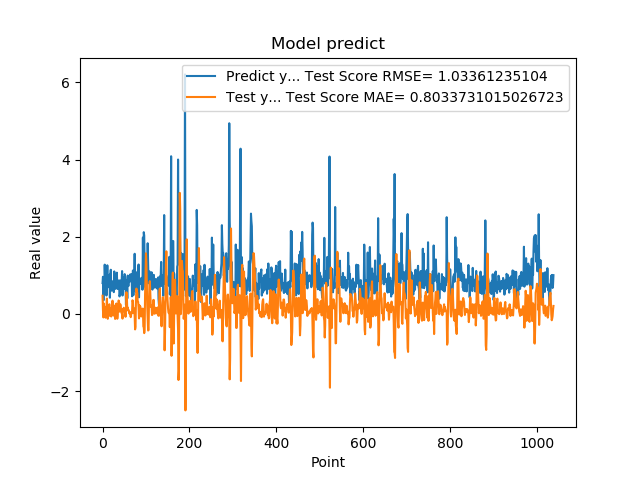 Model predict
Predict y... Test Score RMSE= 1.03361235104
Test y... Test Score MAE= 0.8033731015026723
Real value
6
4
2
0
−2
0 200 400 600 800 1000
Point